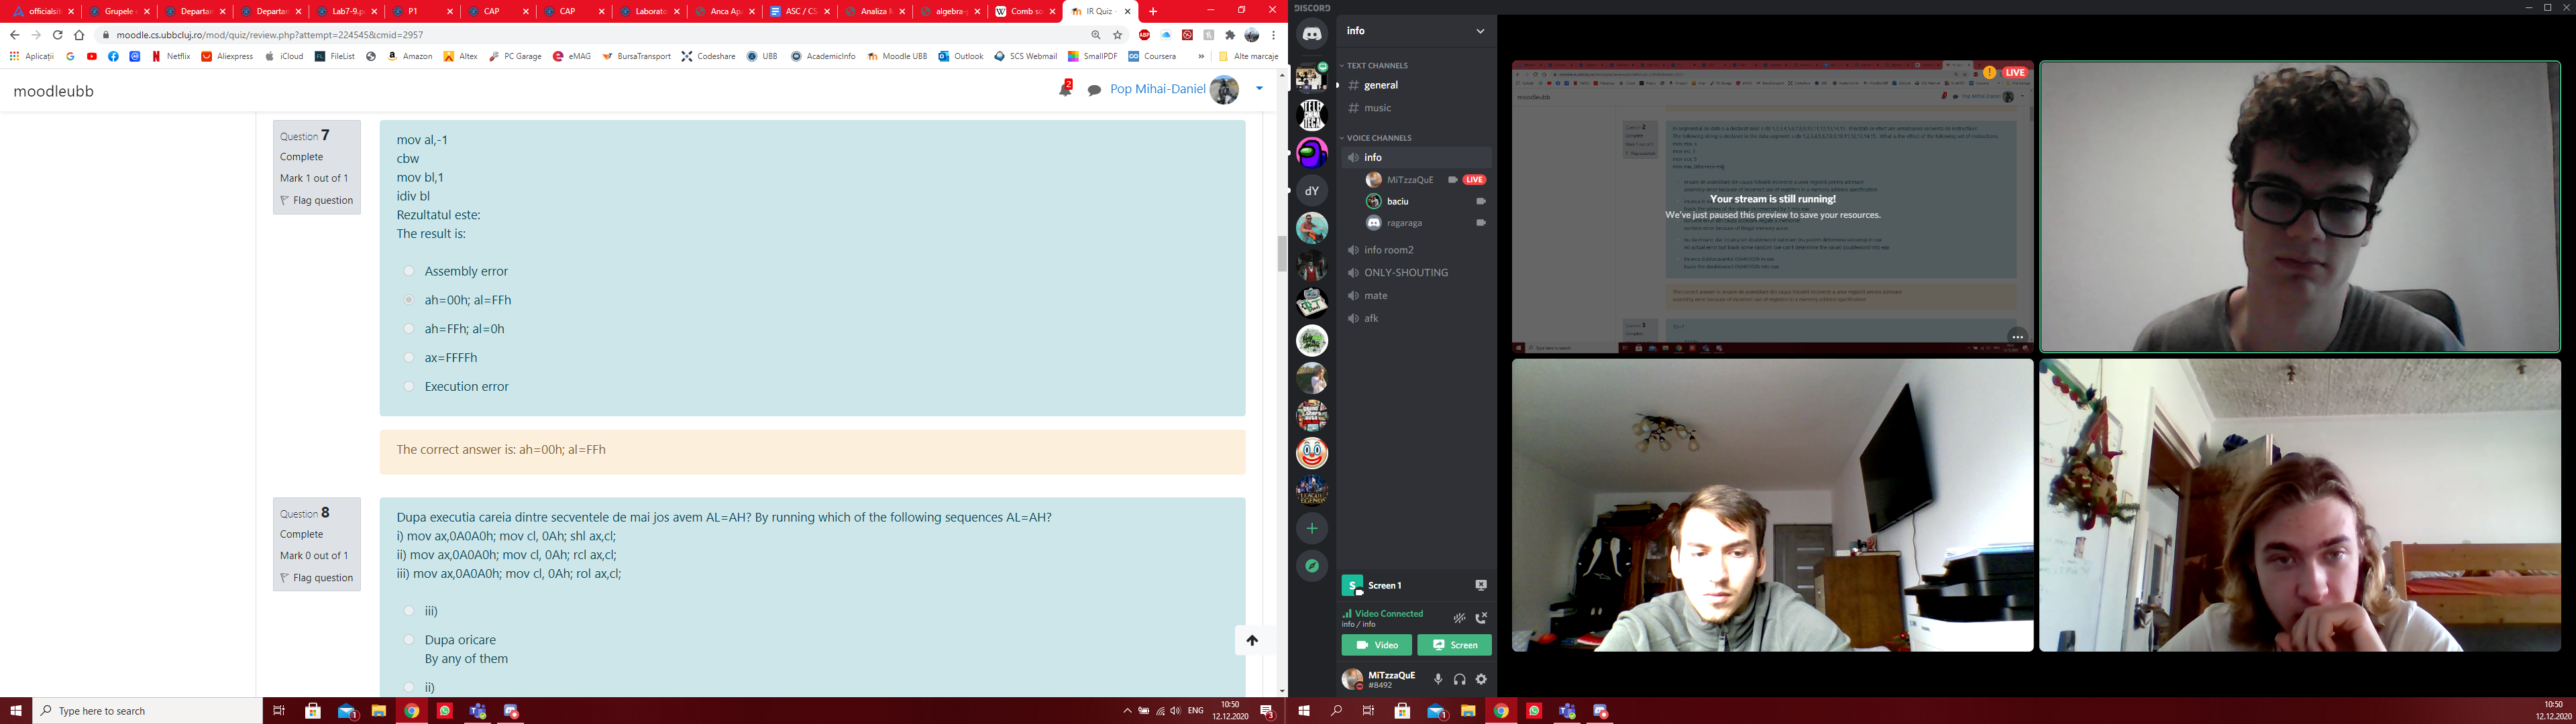 officialsit
Grupele
Departan
Departan
Lab7-9.p
P1
CAP
CAP
Laborato
Anca Ap
ASC / CS
Analiza
algebra-
Comb so
IR Quiz -
moodle.cs.ubbcluj.ro/mod/quiz/review.php?attempt=224545&cmid=2957
Aplicații
Netflix
Aliexpress
iCloud
FileList
Amazon
Altex
PC Garage
eMAG
BursaTransport
Codeshare
UBB
AcademicInfo
Moodle UBB
Outlook
SCS Webmail
SmallPDF
Coursera
»
Alte marcaje
moodleubb
2
Pop Mihai-Daniel
Question 7
Complete
Mark 1 out of 1
Flag question
mov al,-1
cbw
mov bl,1
idiv bl
Rezultatul este:
The result is:
Assembly error
ah=00h; al=FFh
ah=FFh; al=0h
ax=FFFFh
Execution error
The correct answer is: ah=00h; al=FFh
Question 8
Complete
Mark 0 out of 1
Flag question
Dupa executia careia dintre secventele de mai jos avem AL=AH? By running which of the following sequences AL=AH?
i) mov ax,0A0A0h; mov cl, 0Ah; shl ax,cl;
ii) mov ax,0A0A0h; mov cl, 0Ah; rcl ax,cl;
iii) mov ax,0A0A0h; mov cl, 0Ah; rol ax,cl;
iii)
Dupa oricare
By any of them
ii)
Type here to search
ENG
10:50
12.12.2020
DISCORD
info
TEXT CHANNELS
# general
# music
VOICE CHANNELS
info
MiTzzaQuE
LIVE
baciu
ragaraga
info room2
ONLY-SHOUTING
mate
afk
dY
Screen 1
Video Connected
info / info
Video
Screen
MiTzzaQuE
#8492
LIVE
moodleubb
Your stream is still running!
We've just paused this preview to save your resources.
10:50
12.12.2020